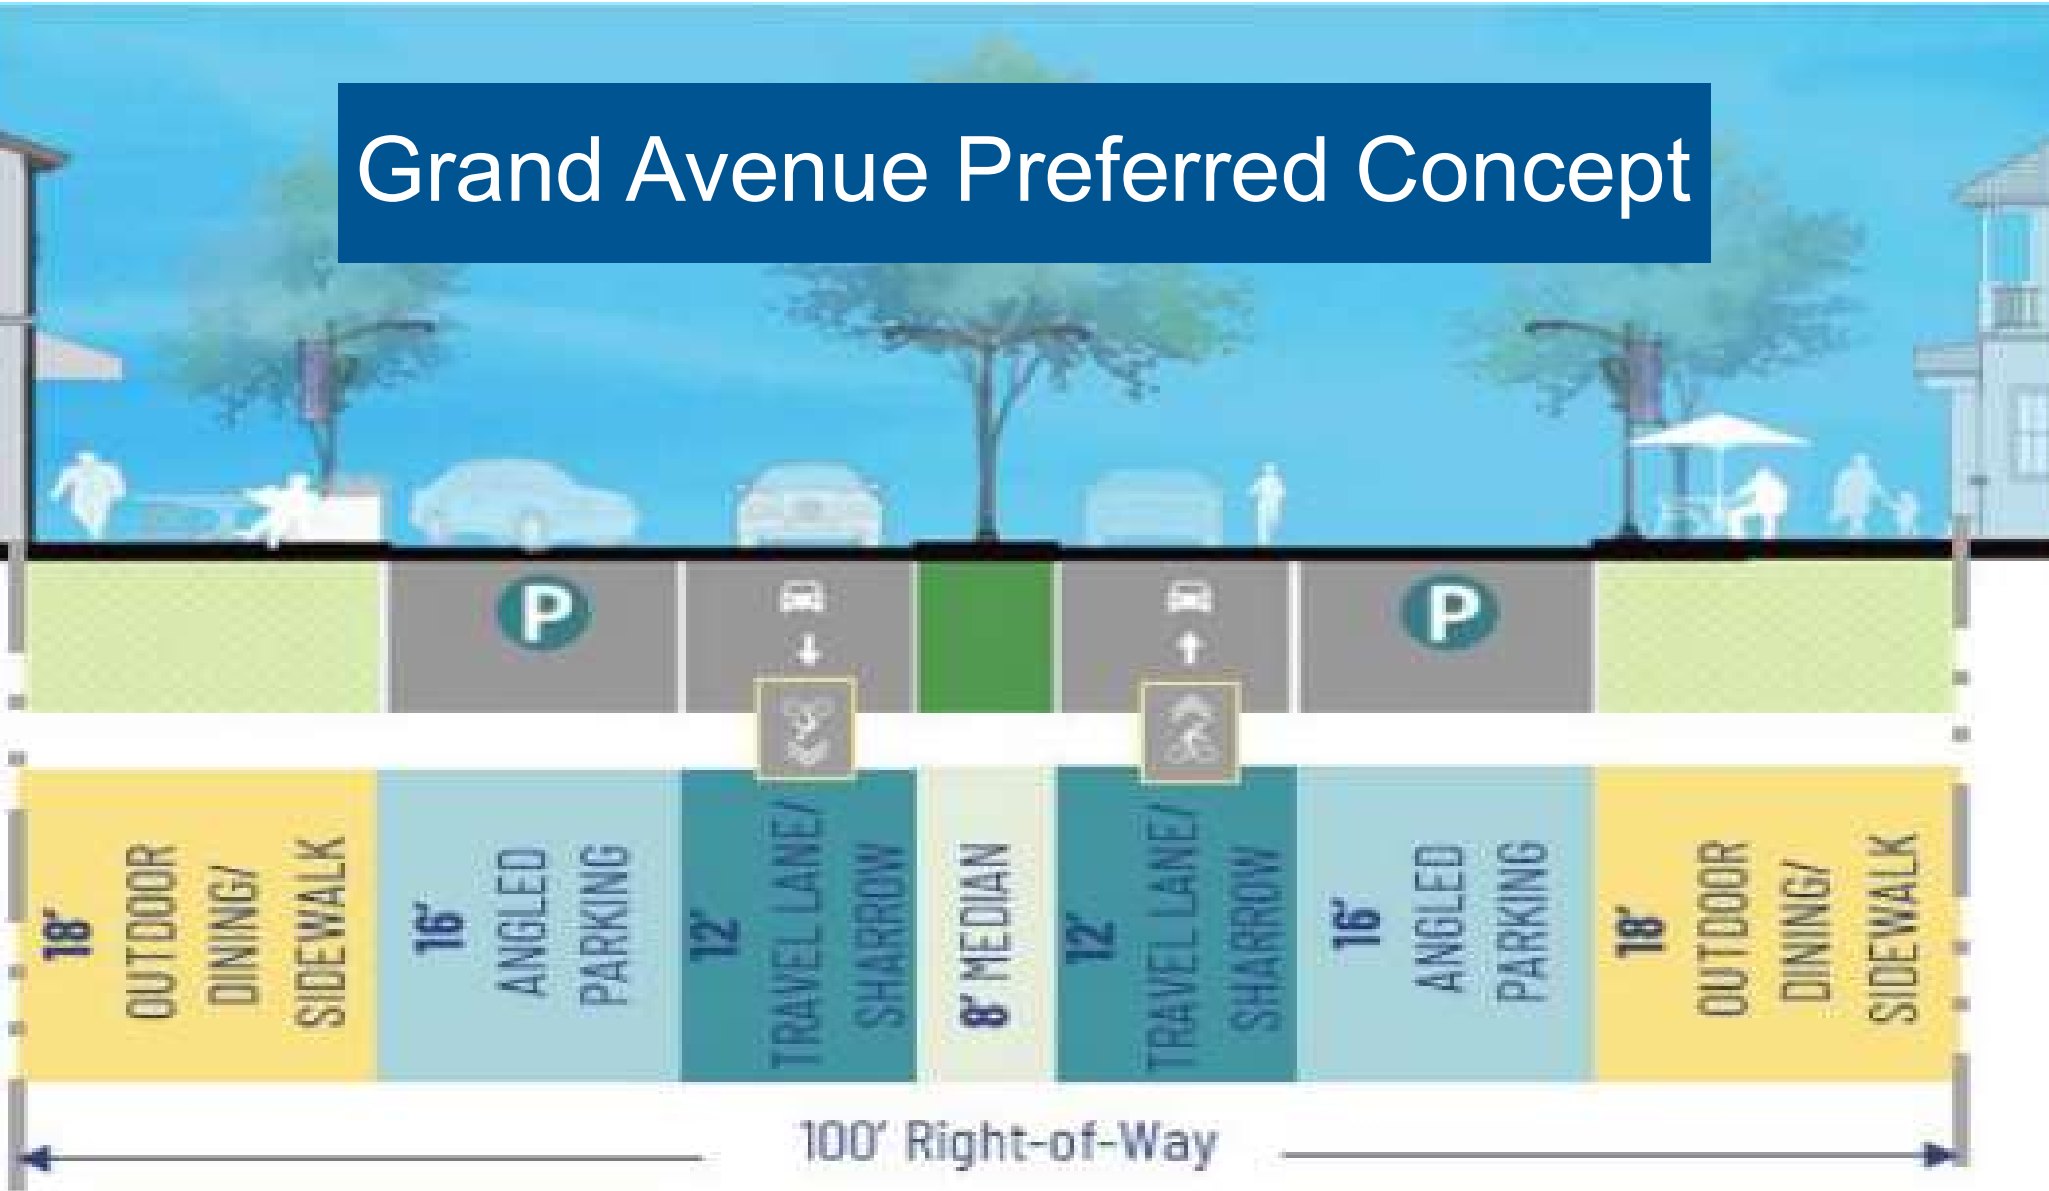 Grand Avenue Preferred Concept
P
P
18'
OUTDOOR
DINING/
SIDEWALK
16'
ANGLED
PARKING
12'
TRAVEL LANE/
SHARROW
8' MEDIAN
12'
TRAVEL LANE/
SHARROW
16'
ANGLED
PARKING
18'
OUTDOOR
DINING/
SIDEWALK
100' Right-of-Way